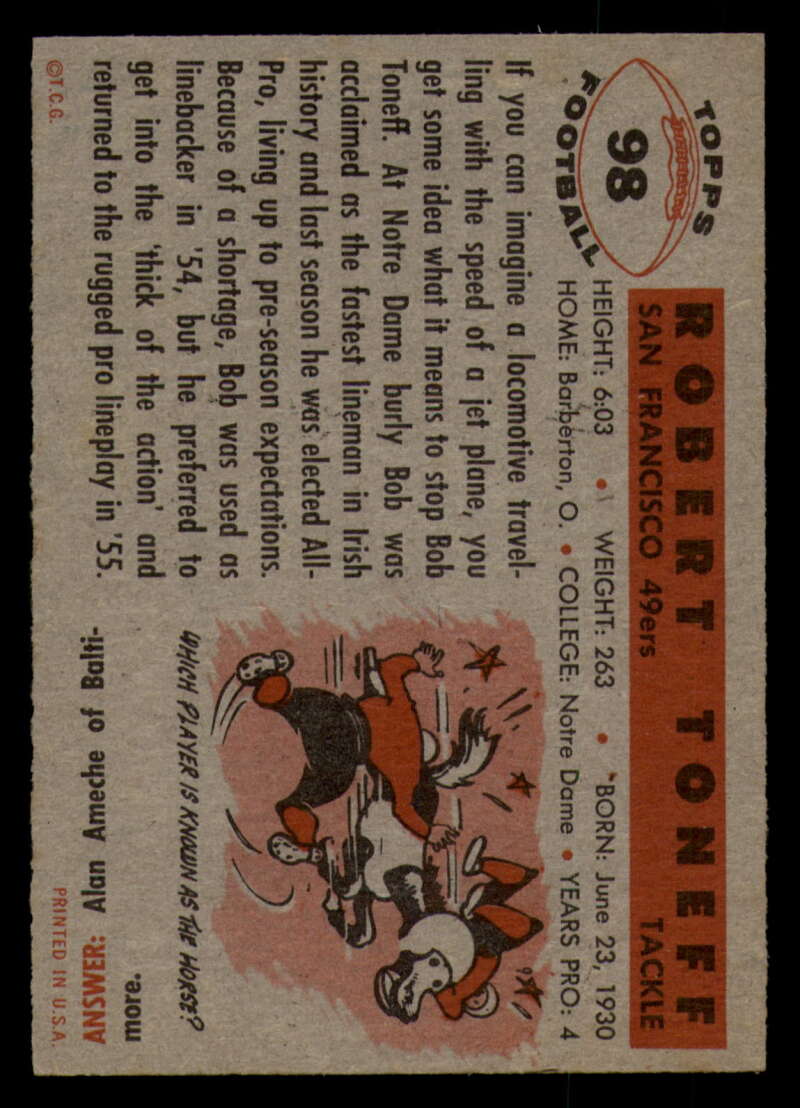 TOPPS
98
FOOTBALL
ROBERT TONEFF
SAN FRANCISCO 49ers TACKLE
HEIGHT: 6:03 • WEIGHT: 263 • BORN: June 23, 1930
HOME: Barberton, O. • COLLEGE: Notre Dame • YEARS PRO: 4
If you can imagine a locomotive travel-
ling with the speed of a jet plane, you
get some idea what it means to stop Bob
Toneff. At Notre Dame burly Bob was
acclaimed as the fastest lineman in Irish
history and last season he was elected All-
Pro, living up to pre-season expectations.
Because of a shortage, Bob was used as
linebacker in '54, but he preferred to
get into the 'thick of the action' and
returned to the rugged pro lineplay in '55.
WHICH PLAYER IS KNOWN AS THE HORSE?
ANSWER: Alan Ameche of Balti-
more.
©T.C.G.
PRINTED IN U.S.A.